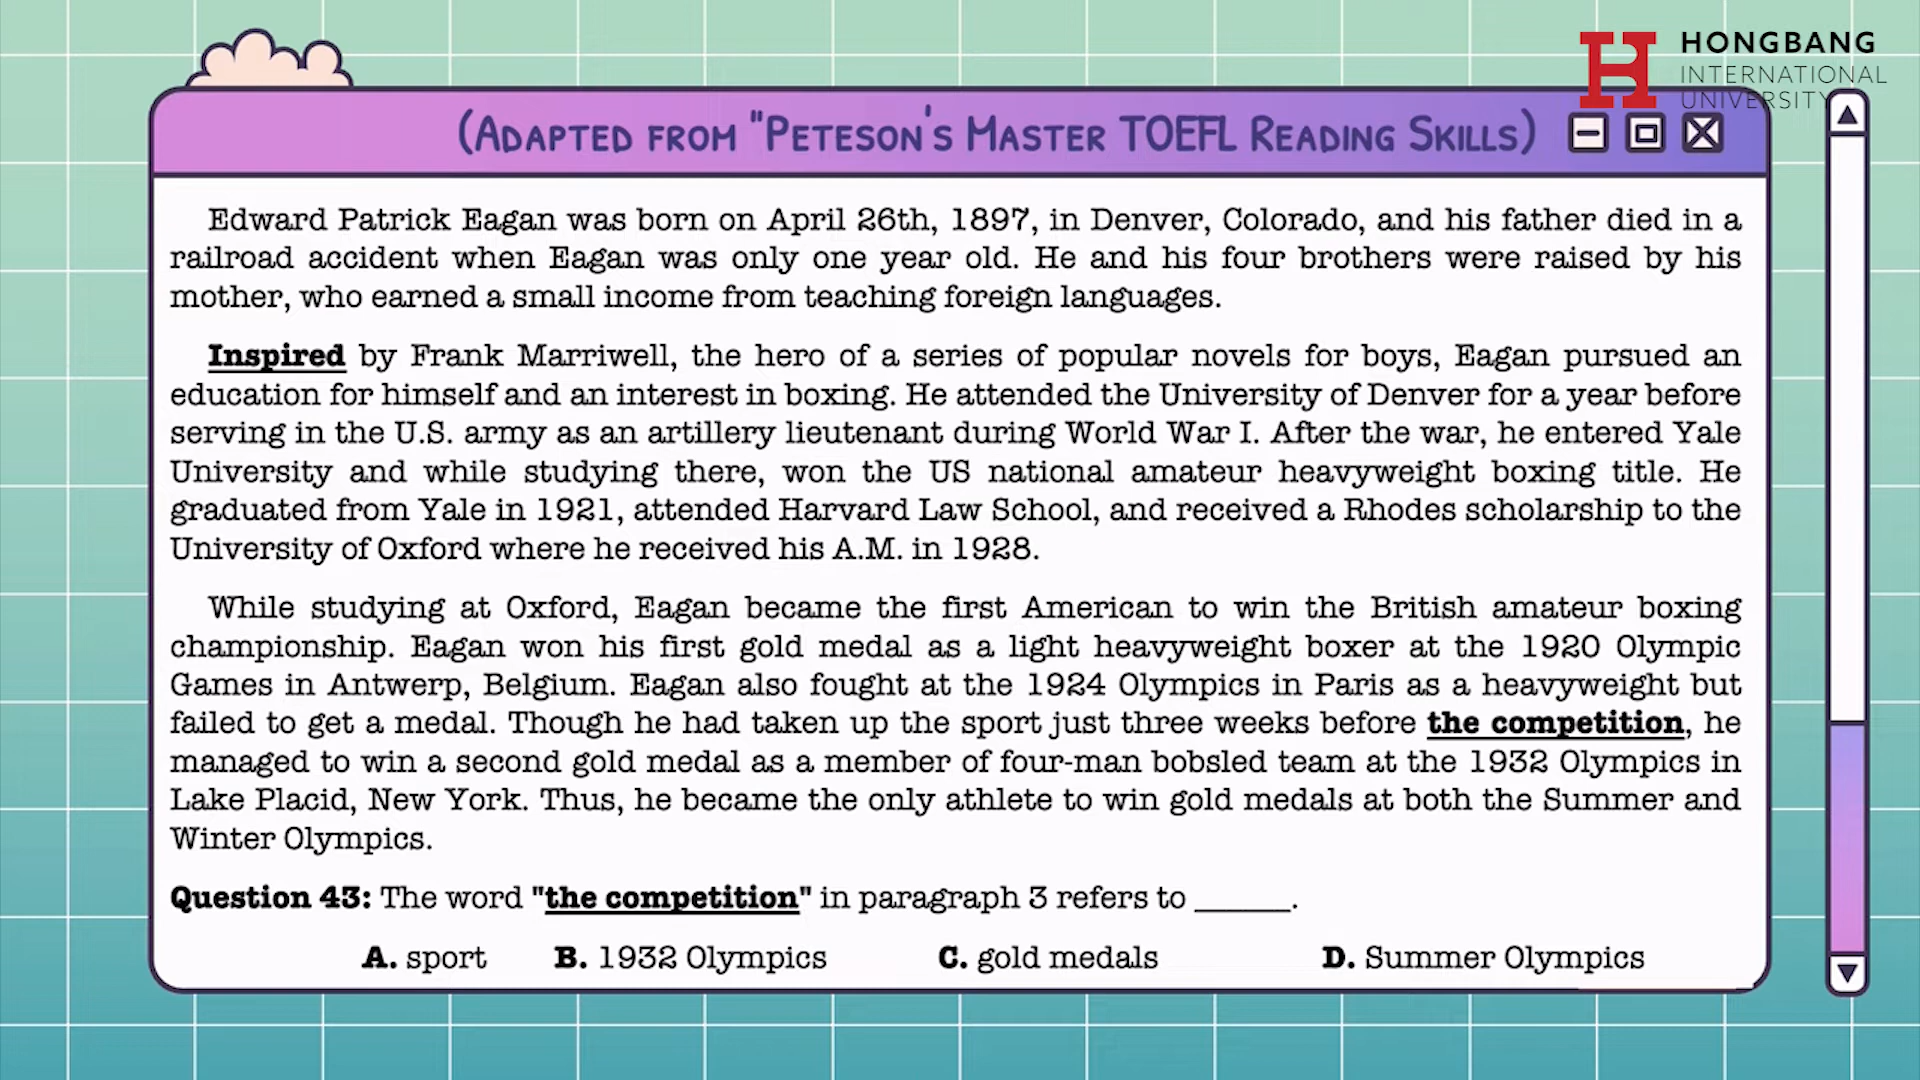 HONGBANG
INTERNATIONAL
UNIVERSITY
(ADAPTED FROM "PETESON'S MASTER TOEFL READING SKILLS)
Edward Patrick Eagan was born on April 26th, 1897, in Denver, Colorado, and his father died in a
railroad accident when Eagan was only one year old. He and his four brothers were raised by his
mother, who earned a small income from teaching foreign languages.
Inspired by Frank Marriwell, the hero of a series of popular novels for boys, Eagan pursued an
education for himself and an interest in boxing. He attended the University of Denver for a year before
serving in the U.S. army as an artillery lieutenant during World War I. After the war, he entered Yale
University and while studying there, won the US national amateur heavyweight boxing title. He
graduated from Yale in 1921, attended Harvard Law School, and received a Rhodes scholarship to the
University of Oxford where he received his A.M. in 1928.
While studying at Oxford, Eagan became the first American to win the British amateur boxing
championship. Eagan won his first gold medal as a light heavyweight boxer at the 1920 Olympic
Games in Antwerp, Belgium. Eagan also fought at the 1924 Olympics in Paris as a heavyweight but
failed to get a medal. Though he had taken up the sport just three weeks before the competition, he
managed to win a second gold medal as a member of four-man bobsled team at the 1932 Olympics in
Lake Placid, New York. Thus, he became the only athlete to win gold medals at both the Summer and
Winter Olympics.
Question 43: The word "the competition" in paragraph 3 refers to ______.
A. sport B. 1932 Olympics C. gold medals D. Summer Olympics